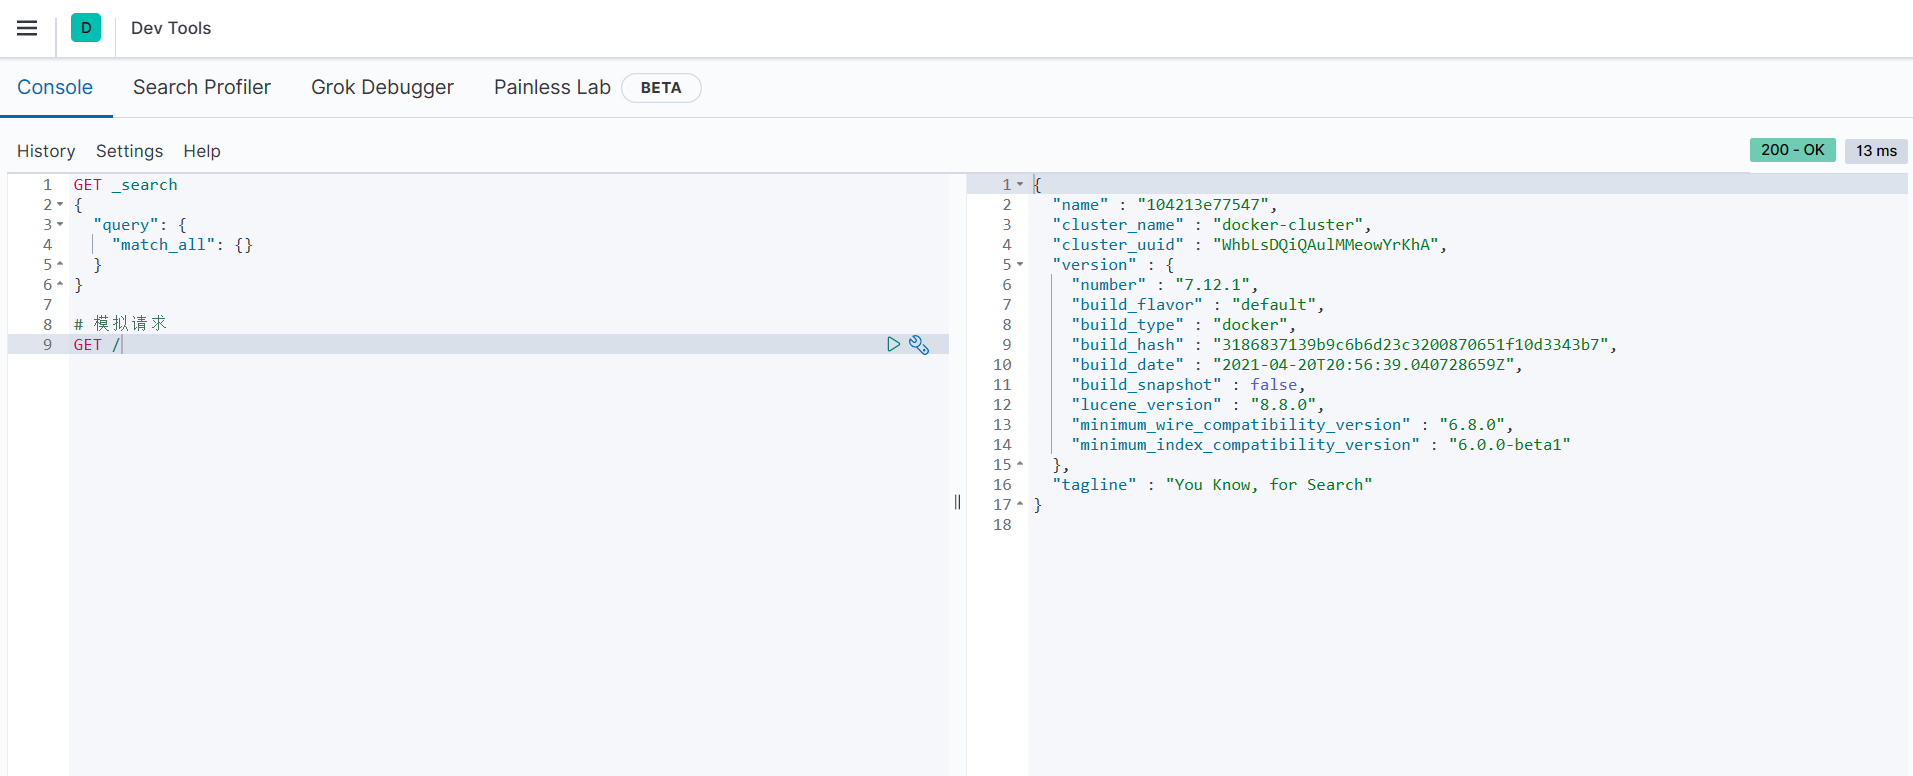 D Dev Tools
Console Search Profiler Grok Debugger Painless Lab BETA
History Settings Help 200 - OK 13 ms
1 GET _search
2 {
3 "query": {
4 "match_all": {}
5 }
6 }
7
8 # 模拟请求
9 GET /
1 {
2 "name" : "104213e77547",
3 "cluster_name" : "docker-cluster",
4 "cluster_uuid" : "WhbLsDQiQAulMMeowYrKhA",
5 "version" : {
6 "number" : "7.12.1",
7 "build_flavor" : "default",
8 "build_type" : "docker",
9 "build_hash" : "3186837139b9c6b6d23c3200870651f10d3343b7",
10 "build_date" : "2021-04-20T20:56:39.040728659Z",
11 "build_snapshot" : false,
12 "lucene_version" : "8.8.0",
13 "minimum_wire_compatibility_version" : "6.8.0",
14 "minimum_index_compatibility_version" : "6.0.0-beta1"
15 },
16 "tagline" : "You Know, for Search"
17 }
18